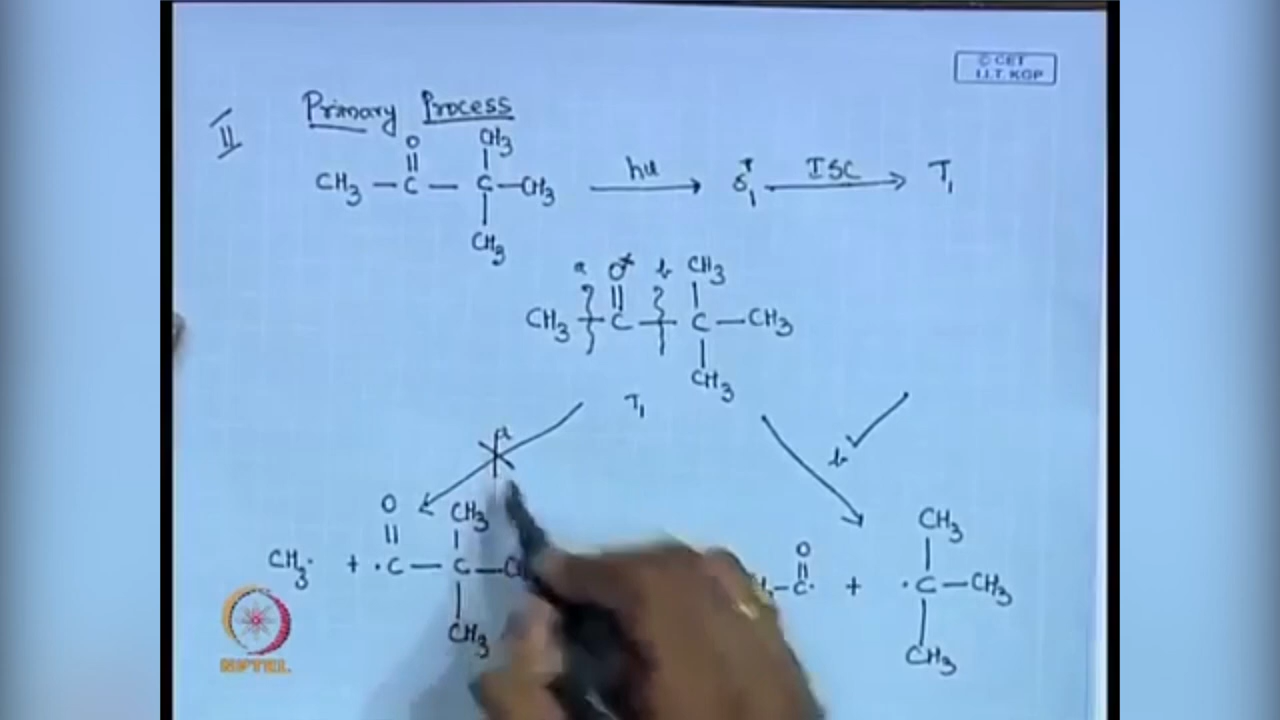 © CET
I.I.T. KGP
II Primary Process
O CH3
CH3 – C – C – CH3 hν S1* ISC T1
CH3
a O* b CH3
CH3 – C – C – CH3
CH3
T1
a b
O CH3 O CH3
CH3· + ·C – C – C· + ·C – CH3
CH3 CH3
NPTEL